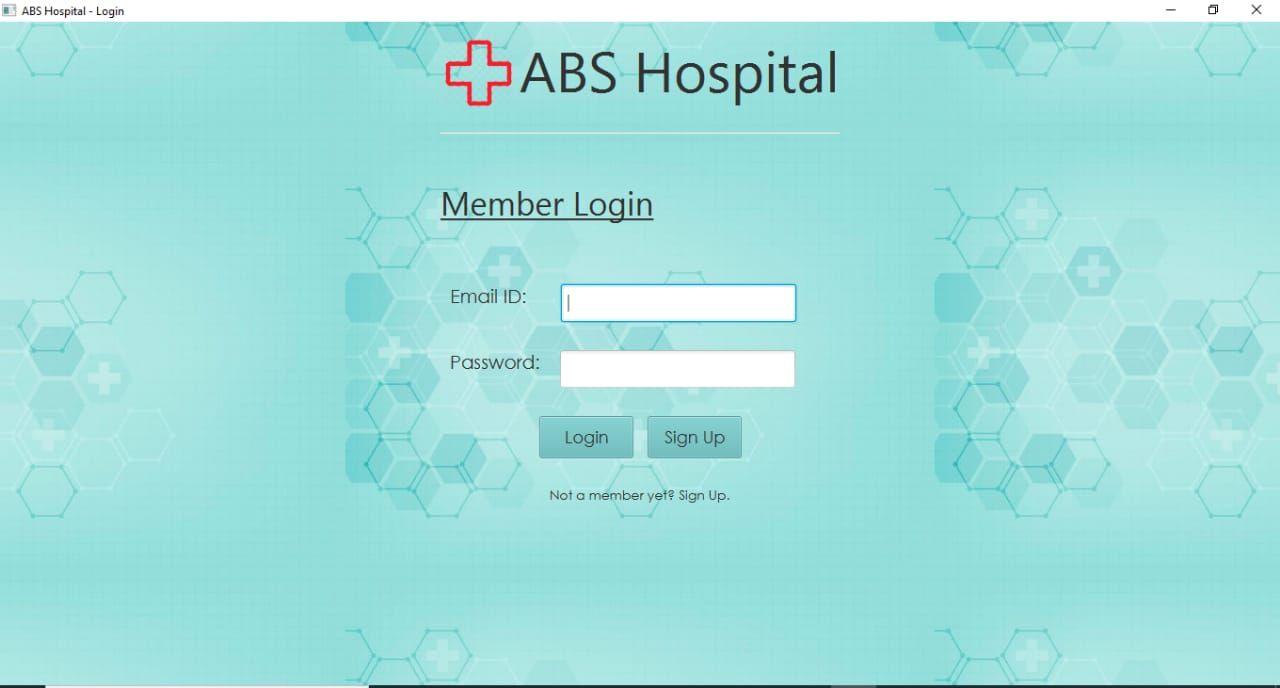 ABS Hospital - Login
ABS Hospital
Member Login
Email ID:
Password:
Login Sign Up
Not a member yet? Sign Up.